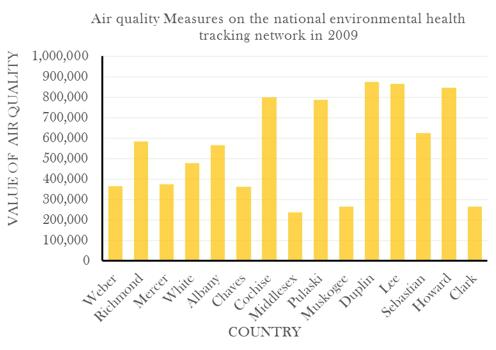 Air quality Measures on the national environmental health
tracking network in 2009
VALUE OF AIR QUALITY
1,000,000
900,000
800,000
700,000
600,000
500,000
400,000
300,000
200,000
100,000
0
Weber
Richmond
Mercer
White
Albany
Chaves
Cochise
Middlesex
Pulaski
Muskogee
Duplin
Lee
Sebastian
Howard
Clark
COUNTRY